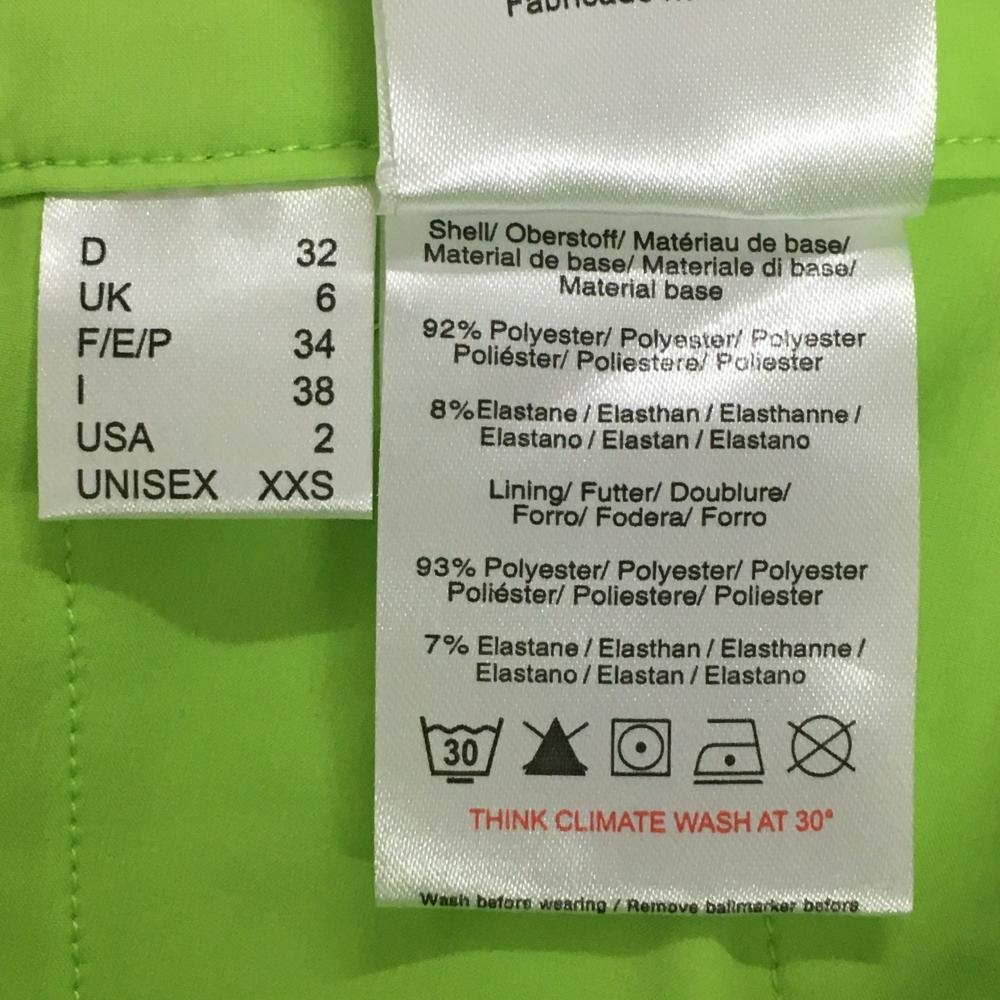 D 32
UK 6
F/E/P 34
I 38
USA 2
UNISEX XXS
Shell/ Oberstoff/ Matériau de base/
Material de base/ Materiale di base/
Material base
92% Polyester/ Polyester/ Polyester
Poliéster/ Poliestere/ Poliester
8%Elastane / Elasthan / Elasthanne /
Elastano / Elastan / Elastano
Lining/ Futter/ Doublure/
Forro/ Fodera/ Forro
93% Polyester/ Polyester/ Polyester
Poliéster/ Poliestere/ Poliester
7% Elastane / Elasthan / Elasthanne /
Elastano / Elastan / Elastano
30
THINK CLIMATE WASH AT 30°
Wash before wearing / Remove ballmarker before